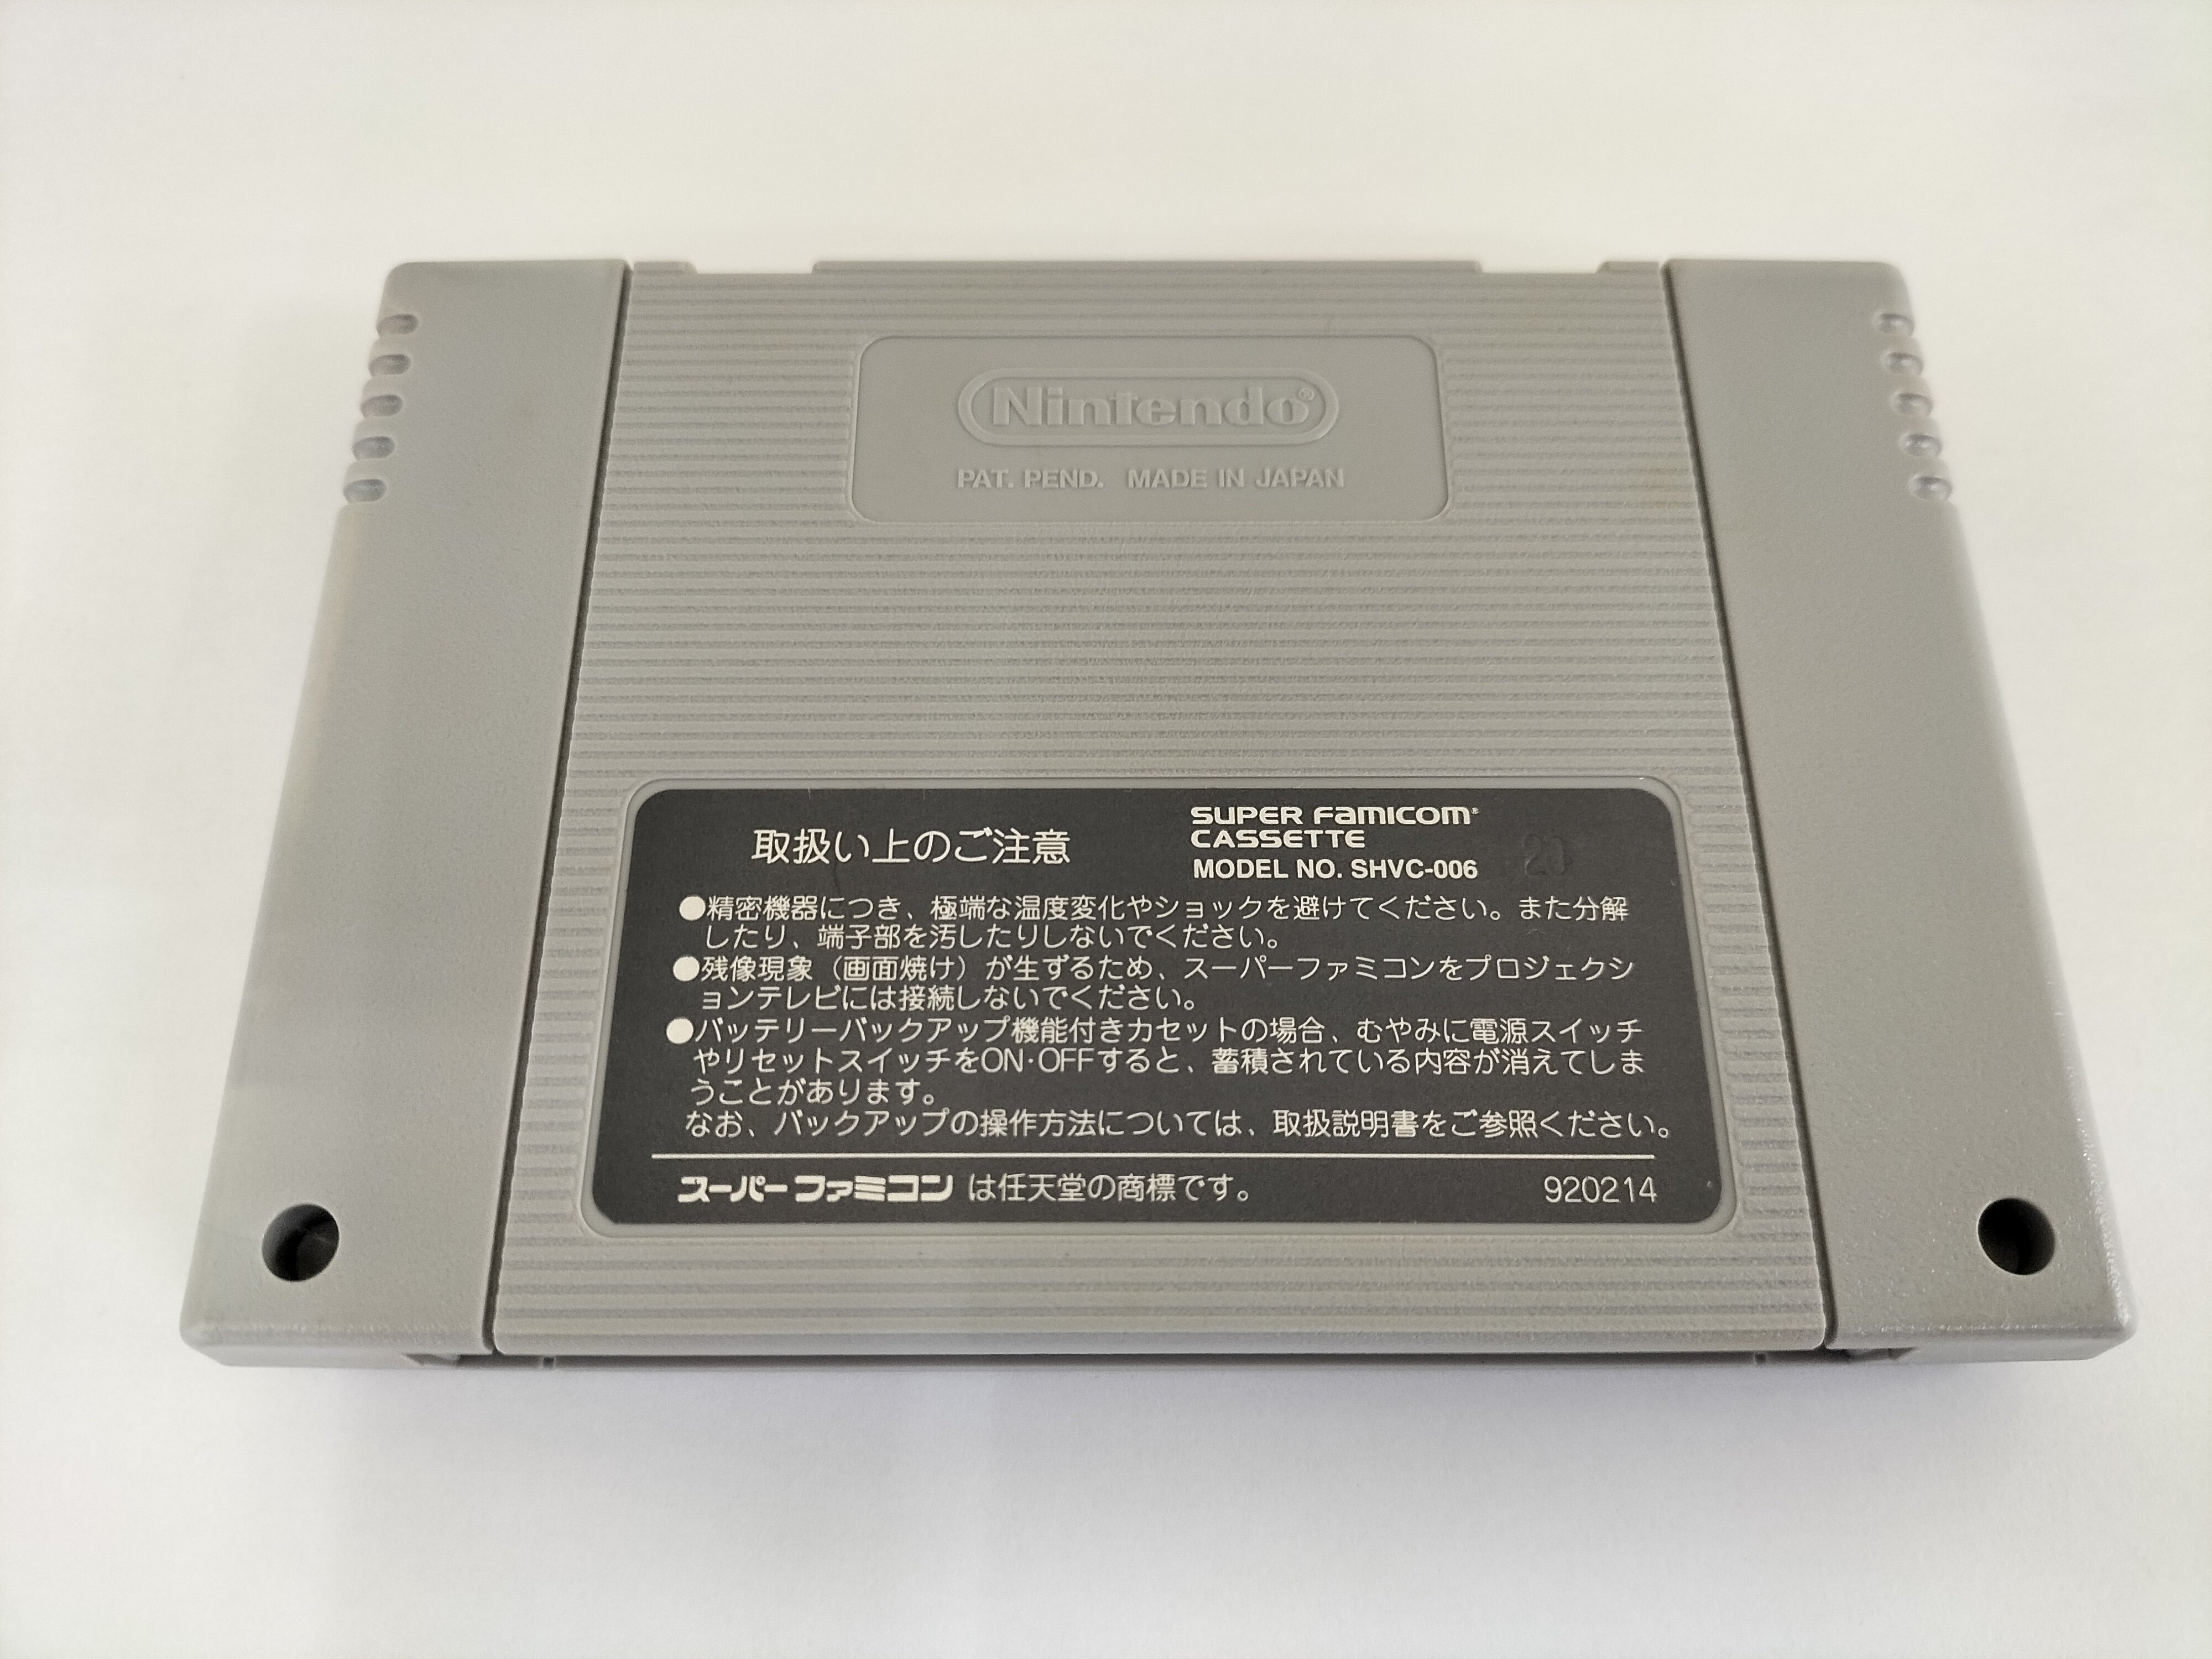 Nintendo®
PAT. PEND. MADE IN JAPAN
取扱い上のご注意
SUPER FAMICOM®
CASSETTE
MODEL NO. SHVC-006
●精密機器につき、極端な温度変化やショックを避けてください。また分解
したり、端子部を汚したりしないでください。
●残像現象（画面焼け）が生ずるため、スーパーファミコンをプロジェクシ
ョンテレビには接続しないでください。
●バッテリーバックアップ機能付きカセットの場合、むやみに電源スイッチ
やリセットスイッチをON·OFFすると、蓄積されている内容が消えてしま
うことがあります。
なお、バックアップの操作方法については、取扱説明書をご参照ください。
スーパーファミコン は任天堂の商標です。
920214